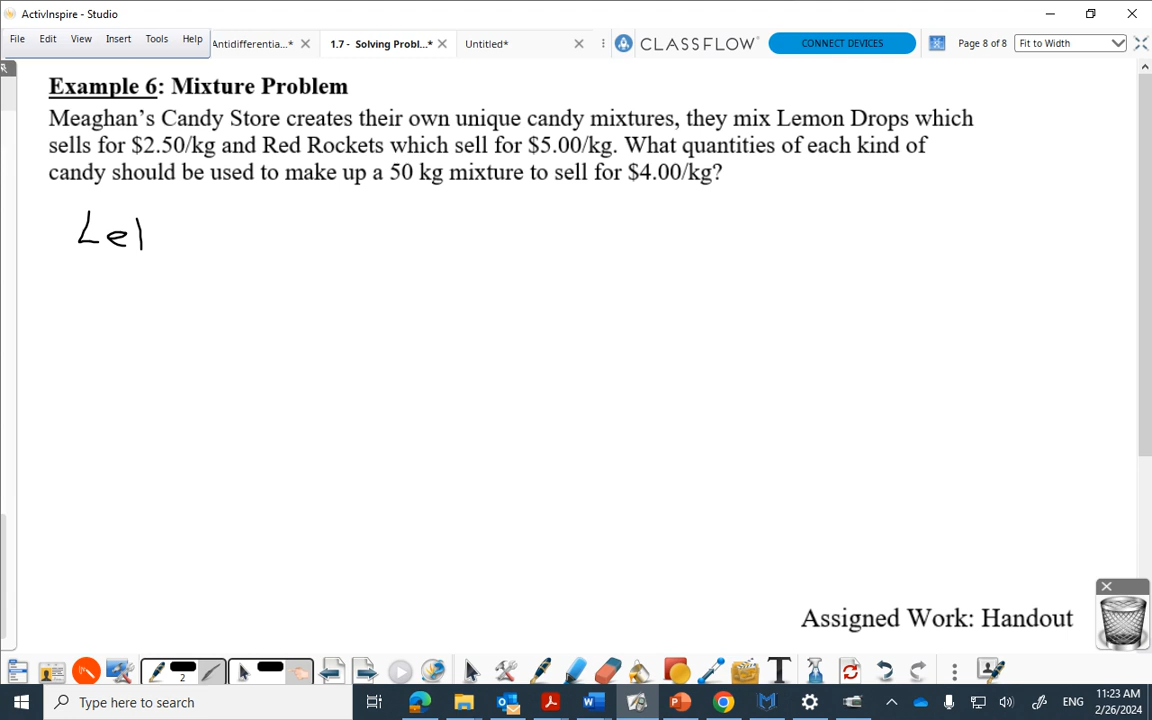 ActivInspire - Studio
File Edit View Insert Tools Help
Antidifferentia...* 1.7 - Solving Probl...* Untitled*
CLASSFLOW CONNECT DEVICES Page 8 of 8 Fit to Width
Example 6: Mixture Problem
Meaghan’s Candy Store creates their own unique candy mixtures, they mix Lemon Drops which
sells for $2.50/kg and Red Rockets which sell for $5.00/kg. What quantities of each kind of
candy should be used to make up a 50 kg mixture to sell for $4.00/kg?
Lel
Assigned Work: Handout
2
Type here to search
ENG
11:23 AM
2/26/2024